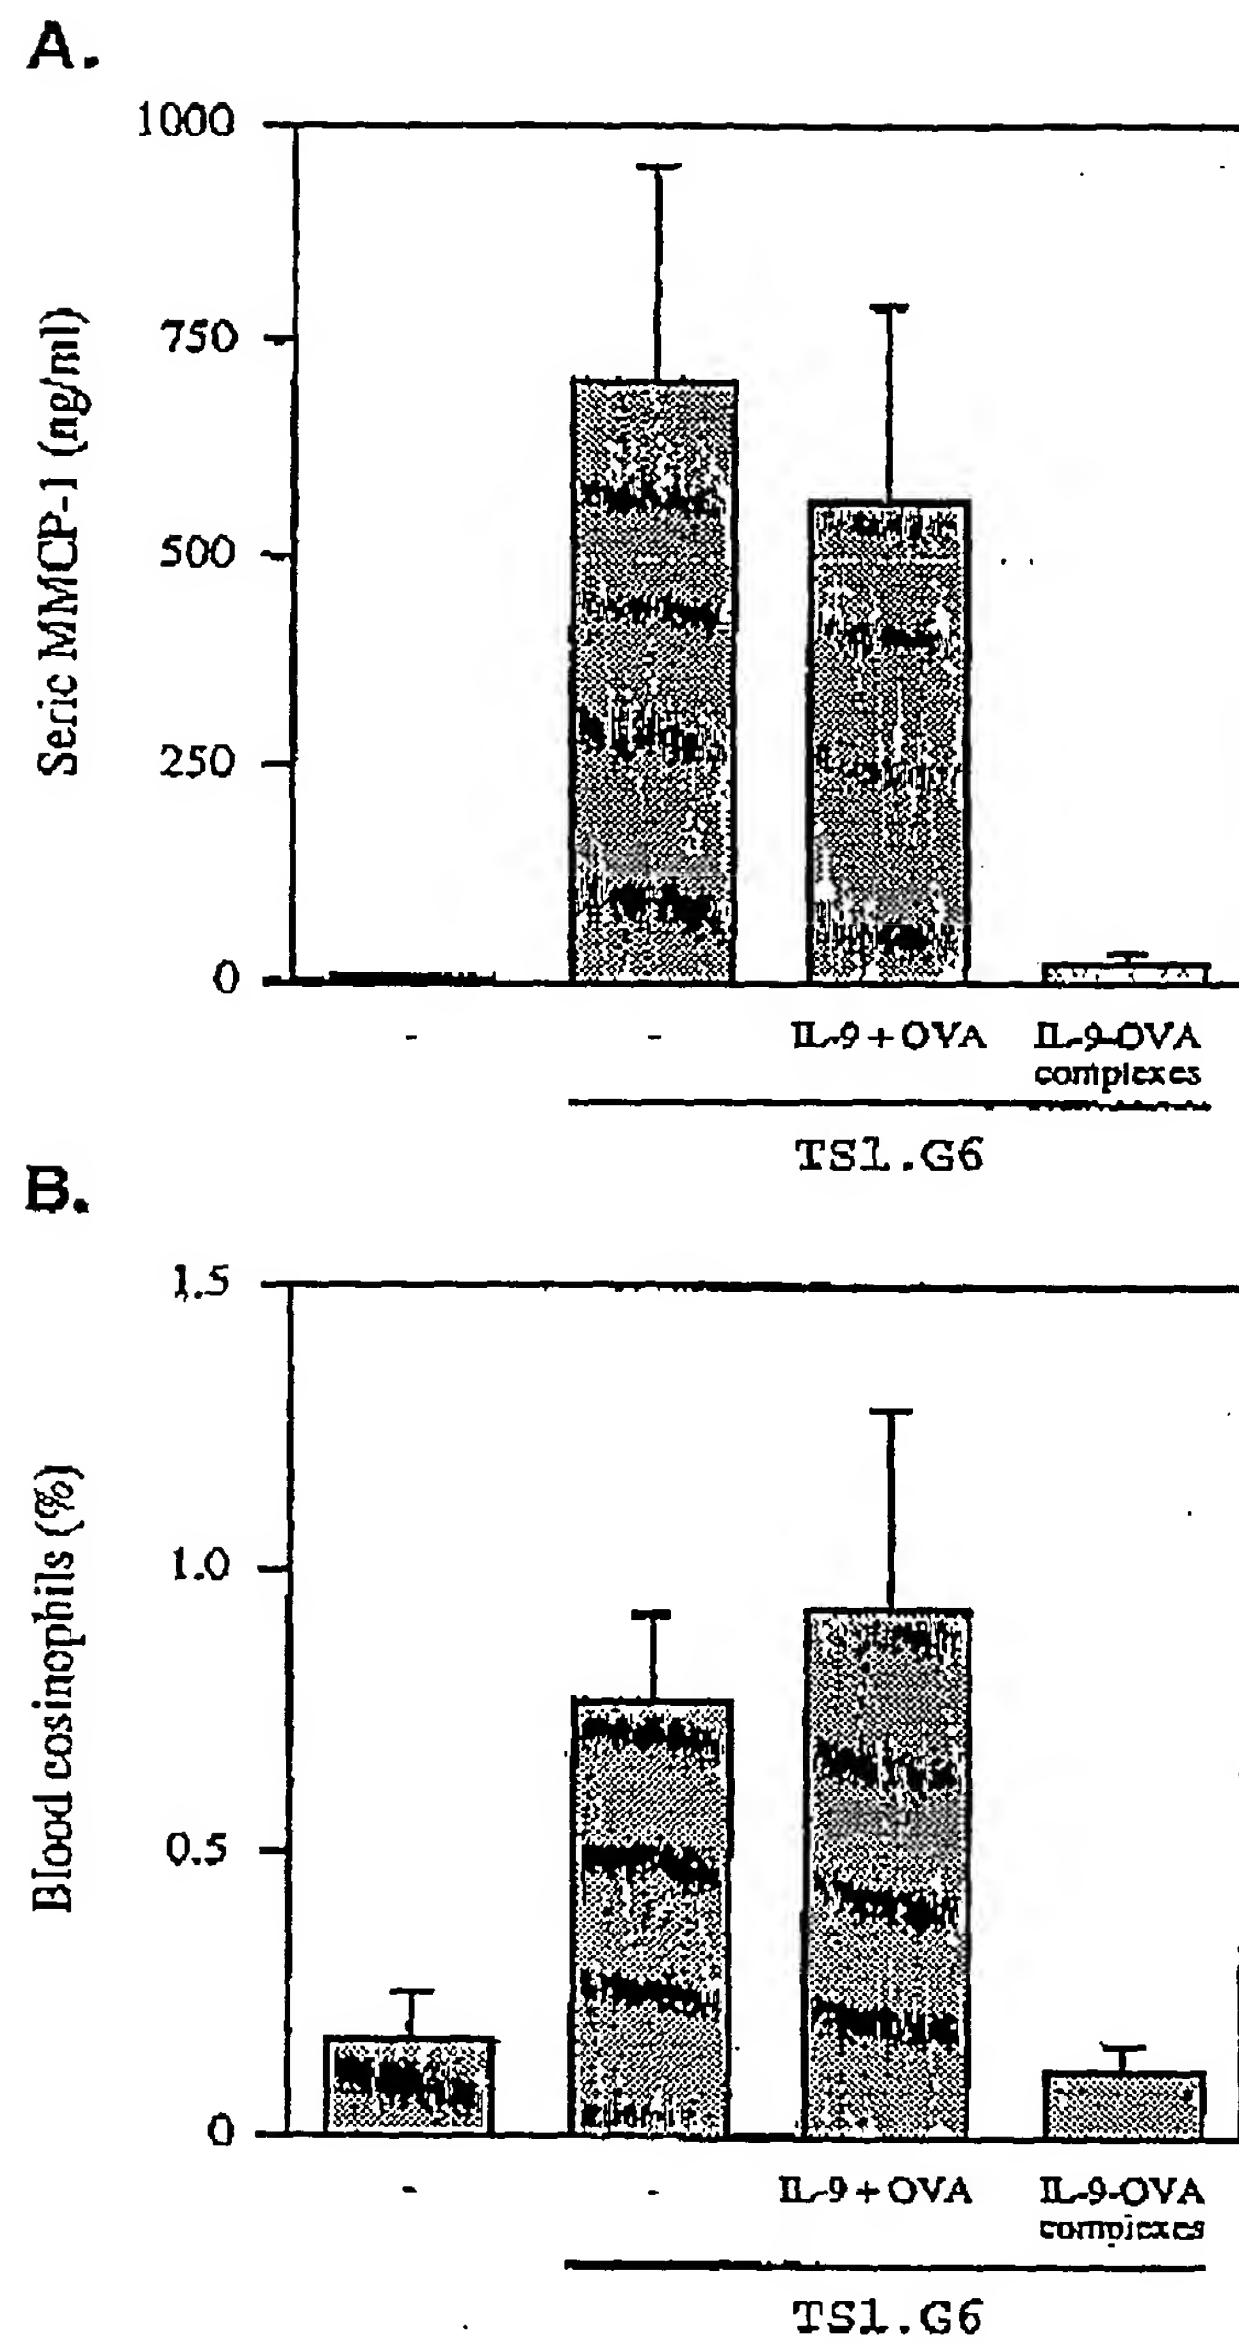 A.
1000
750
500
250
0
Seric MMCP-1 (ng/ml)
- - IL-9 + OVA IL-9-OVA
complexes
TS1.G6
B.
1.5
1.0
0.5
0
Blood eosinophils (%)
- - IL-9 + OVA IL-9-OVA
complexes
TS1.G6